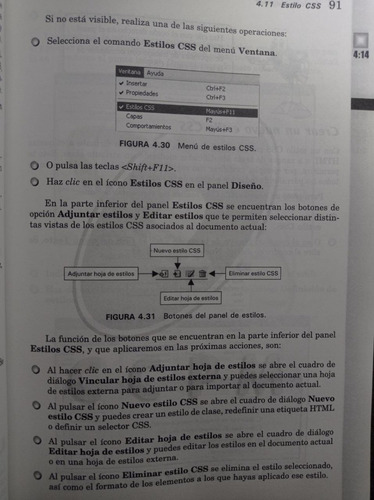 4.11 Estilo CSS 91
Si no está visible, realiza una de las siguientes operaciones:
Selecciona el comando Estilos CSS del menú Ventana.
4:14
Ventana Ayuda
Insertar Ctrl+F2
Propiedades Ctrl+F3
Estilos CSS Mayús+F11
Capas F2
Comportamientos Mayús+F3
FIGURA 4.30 Menú de estilos CSS.
O pulsa las teclas <Shift+F11>.
Haz clic en el ícono Estilos CSS en el panel Diseño.
En la parte inferior del panel Estilos CSS se encuentran los botones de
opción Adjuntar estilos y Editar estilos que te permiten seleccionar distin-
tas vistas de los estilos CSS asociados al documento actual:
Nuevo estilo CSS
Adjuntar hoja de estilos
Eliminar estilo CSS
Editar hoja de estilos
FIGURA 4.31 Botones del panel de estilos.
La función de los botones que se encuentran en la parte inferior del panel
Estilos CSS, y que aplicaremos en las próximas acciones, son:
Al hacer clic en el ícono Adjuntar hoja de estilos se abre el cuadro de
diálogo Vincular hoja de estilos externa y puedes seleccionar una hoja
de estilos externa para adjuntar o para importar al documento actual.
Al pulsar el ícono Nuevo estilo CSS se abre el cuadro de diálogo Nuevo
estilo CSS y puedes crear un estilo de clase, redefinir una etiqueta HTML
o definir un selector CSS.
Al pulsar el ícono Editar hoja de estilos se abre el cuadro de diálogo
Editar hoja de estilos y puedes editar los estilos en el documento actual
o en una hoja de estilos externa.
Al pulsar el ícono Eliminar estilo CSS se elimina el estilo seleccionado,
así como el formato de los elementos a los que hayas aplicado ese estilo.